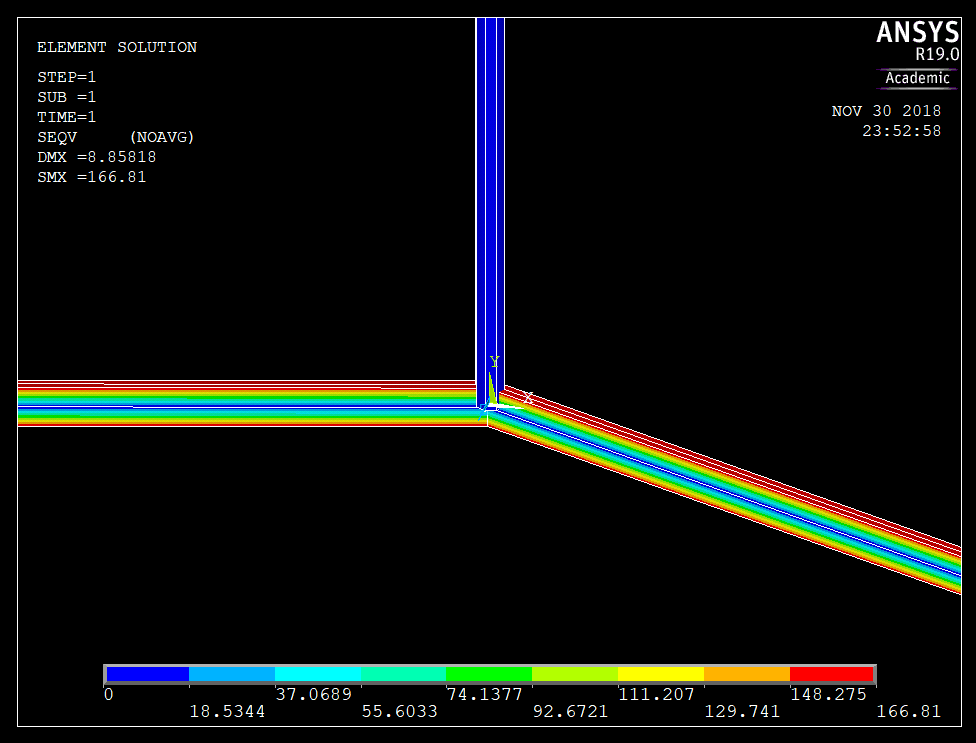 ELEMENT SOLUTION
STEP=1
SUB =1
TIME=1
SEQV (NOAVG)
DMX =8.85818
SMX =166.81
ANSYS
R19.0
Academic
NOV 30 2018
23:52:58
Y
X
0 37.0689 74.1377 111.207 148.275
18.5344 55.6033 92.6721 129.741 166.81